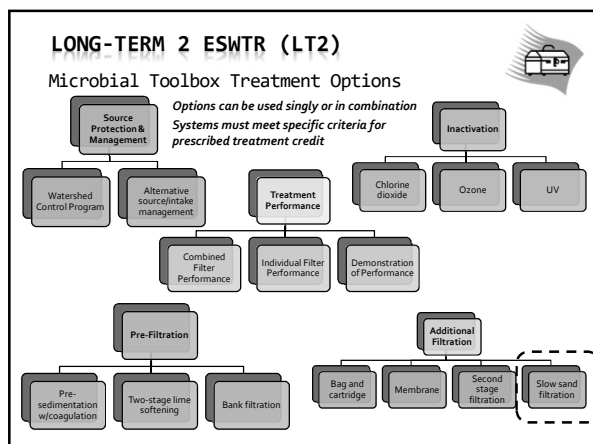 LONG-TERM 2 ESWTR (LT2)
Microbial Toolbox Treatment Options
Options can be used singly or in combination
Systems must meet specific criteria for
prescribed treatment credit
Source
Protection &
Management
Watershed
Control Program
Alternative
source/intake
management
Inactivation
Chlorine
dioxide
Ozone
UV
Treatment
Performance
Combined
Filter
Performance
Individual Filter
Performance
Demonstration
of Performance
Pre-Filtration
Pre-
sedimentation
w/coagulation
Two-stage lime
softening
Bank filtration
Additional
Filtration
Bag and
cartridge
Membrane
Second
stage
filtration
Slow sand
filtration